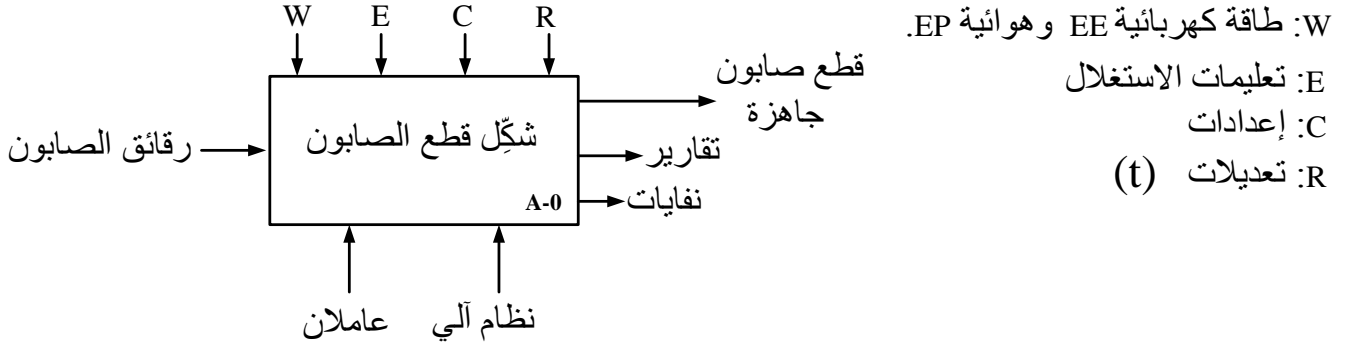 W E C R
W: طاقة كهربائية EE وهوائية EP.
E: تعليمات الاستغلال
C: إعدادات
R: تعديلات (t)
قطع صابون
جاهزة
تقارير
نفايات
شكِّل قطع الصابون
A-0
رقائق الصابون
نظام آلي
عاملان